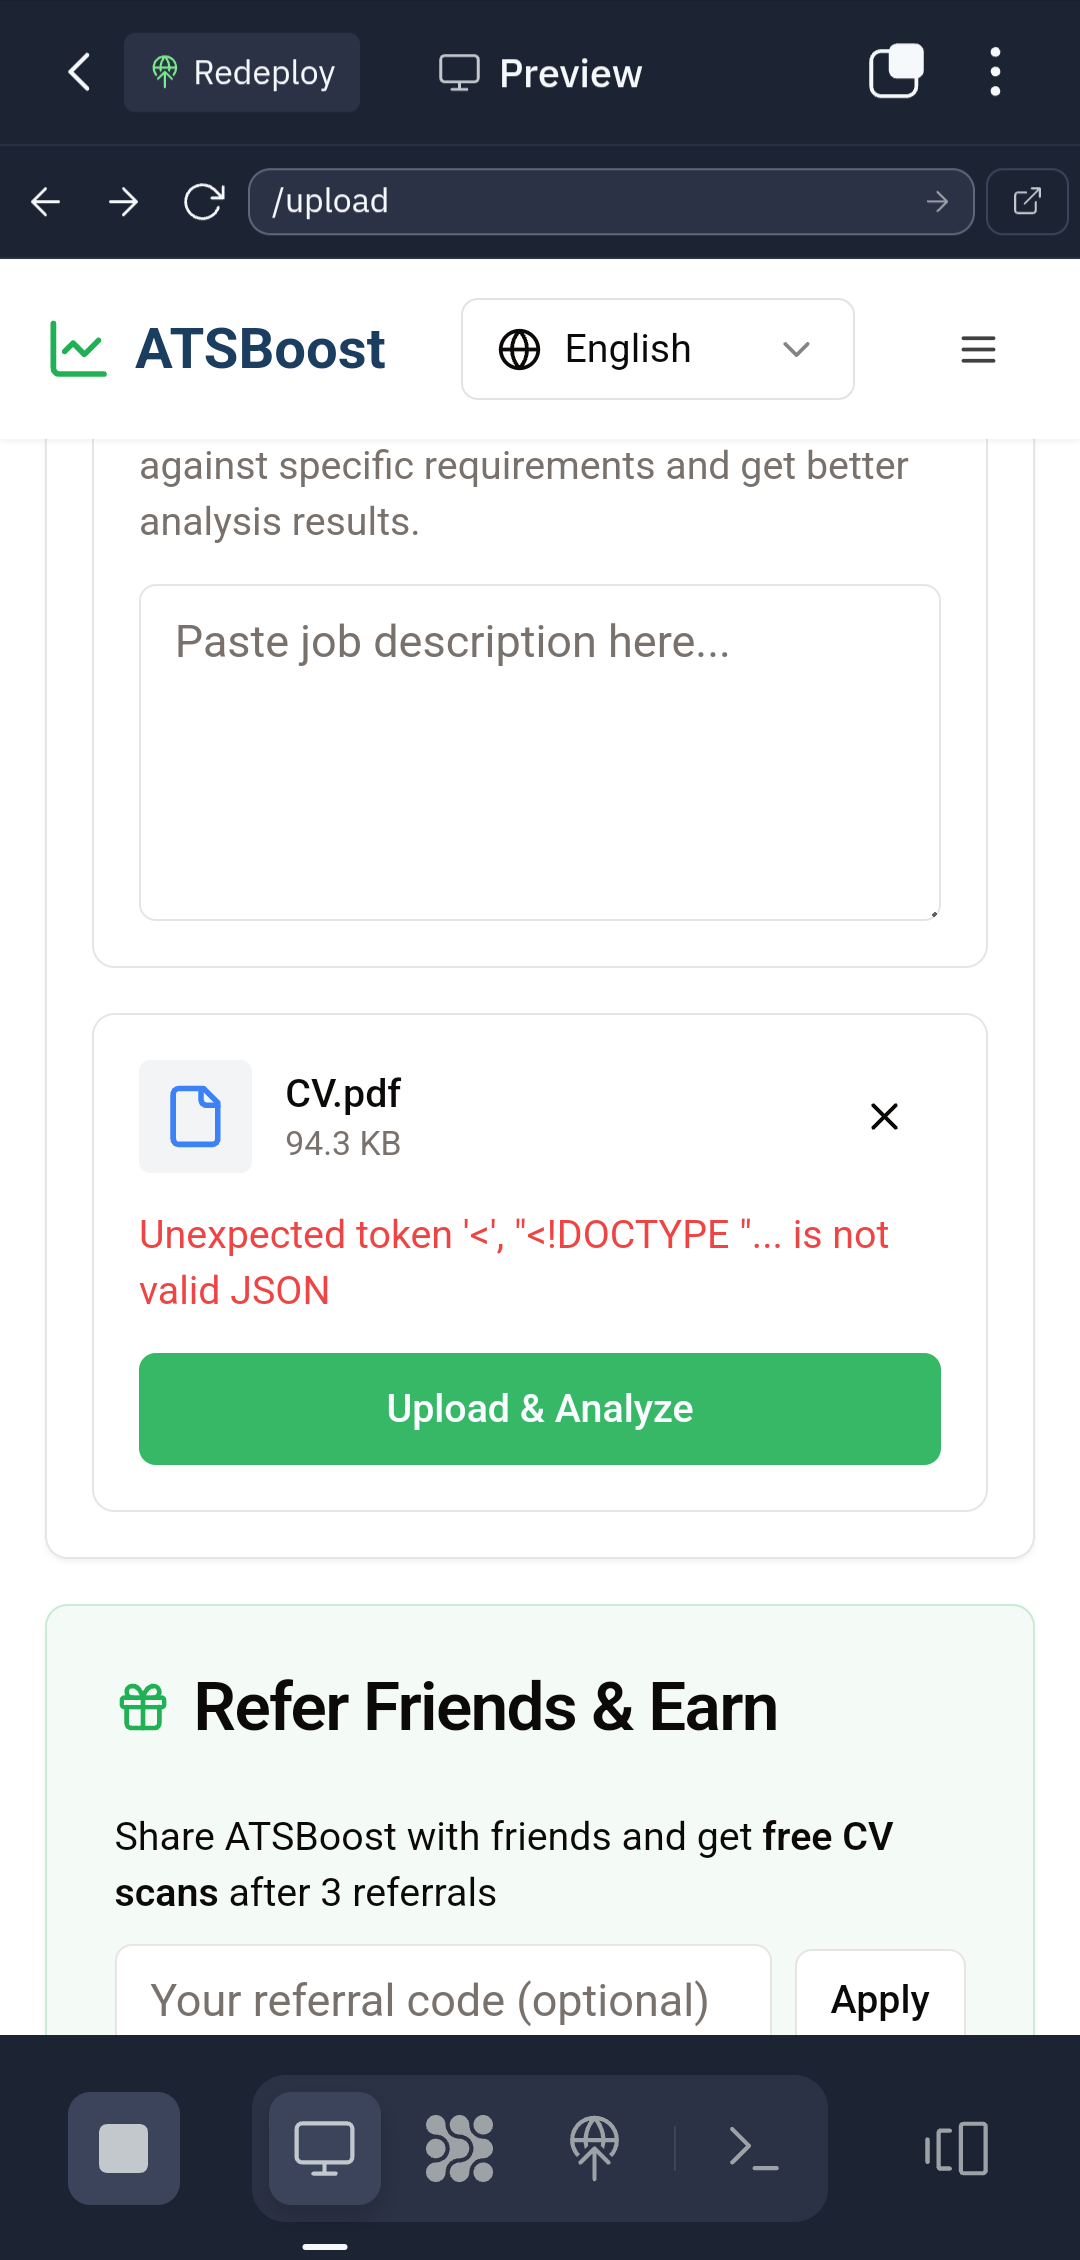 Redeploy
Preview
/upload
ATSBoost
English
against specific requirements and get better
analysis results.
Paste job description here...
CV.pdf
94.3 KB
Unexpected token '<', "<!DOCTYPE "... is not
valid JSON
Upload & Analyze
Refer Friends & Earn
Share ATSBoost with friends and get free CV
scans after 3 referrals
Your referral code (optional)
Apply